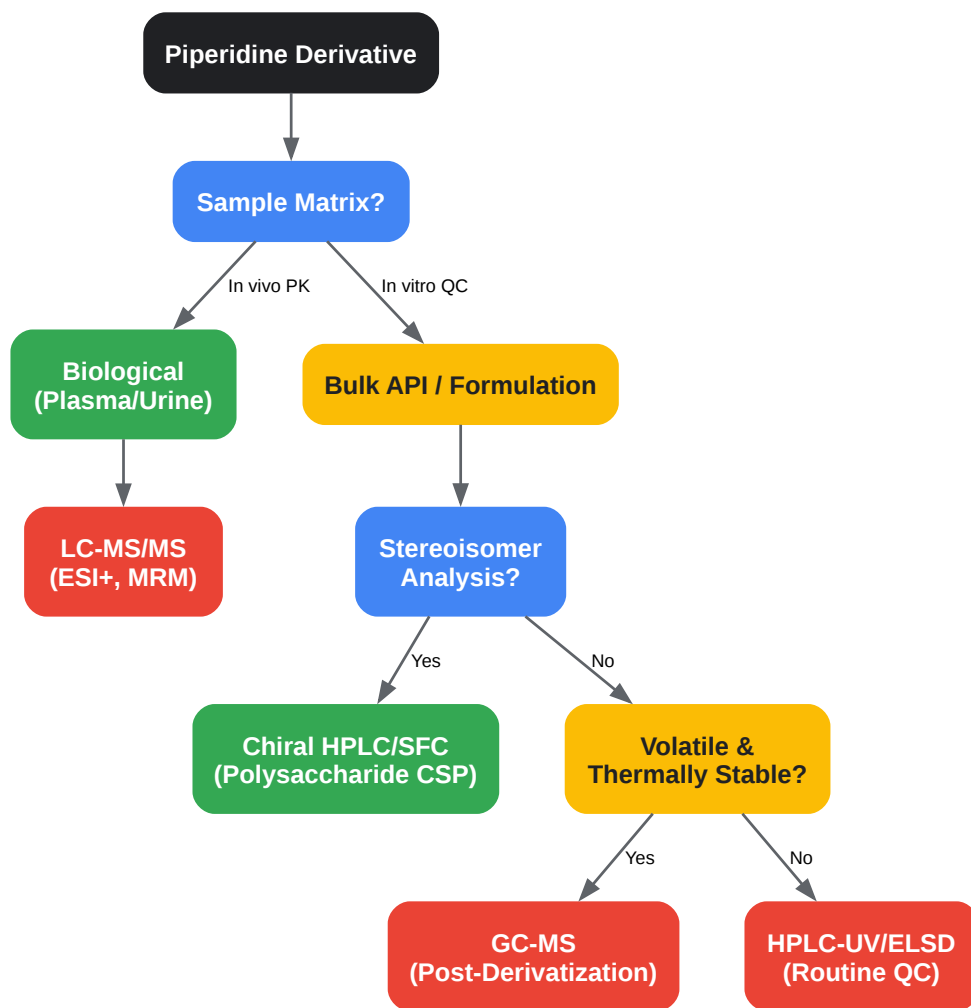 Piperidine Derivative
Sample Matrix?
In vivo PK
In vitro QC
Biological
(Plasma/Urine)
Bulk API / Formulation
LC-MS/MS
(ESI+, MRM)
Stereoisomer
Analysis?
Yes
No
Chiral HPLC/SFC
(Polysaccharide CSP)
Volatile &
Thermally Stable?
Yes
No
GC-MS
(Post-Derivatization)
HPLC-UV/ELSD
(Routine QC)